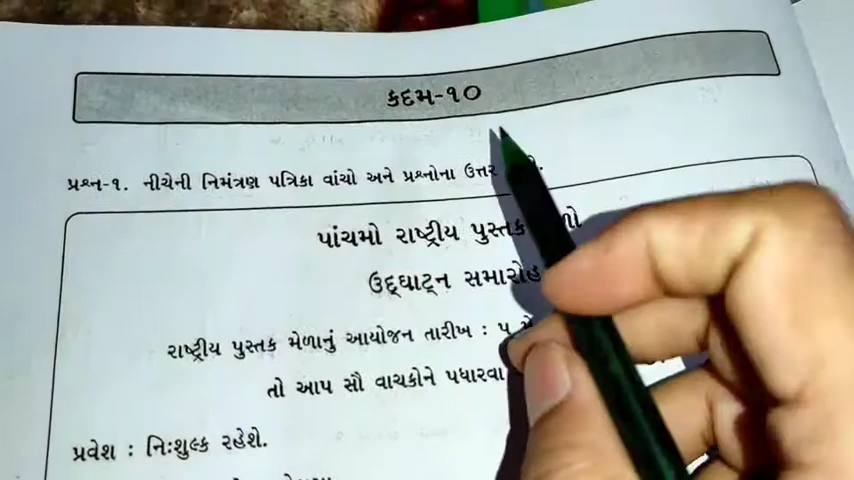 કદમ-૧૦
પ્રશ્ન-૧. નીચેની નિમંત્રણ પત્રિકા વાંચો અને પ્રશ્નોના ઉત્તર
પાંચમો રાષ્ટ્રીય પુસ્તક
ઉદ્ઘાટ્ન સમારોહ
રાષ્ટ્રીય પુસ્તક મેળાનું આયોજન તારીખ : ૫
તો આપ સૌ વાચકોને પધારવા
પ્રવેશ : નિઃશુલ્ક રહેશે.